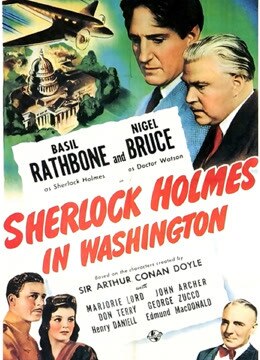 BASIL
RATHBONE
as Sherlock Holmes
and
NIGEL
BRUCE
as Doctor Watson
SHERLOCK HOLMES
IN WASHINGTON
Based on the characters created by
SIR ARTHUR CONAN DOYLE
with
MARJORIE LORD JOHN ARCHER
DON TERRY GEORGE ZUCCO
Henry DANIELL Edmund MacDONALD